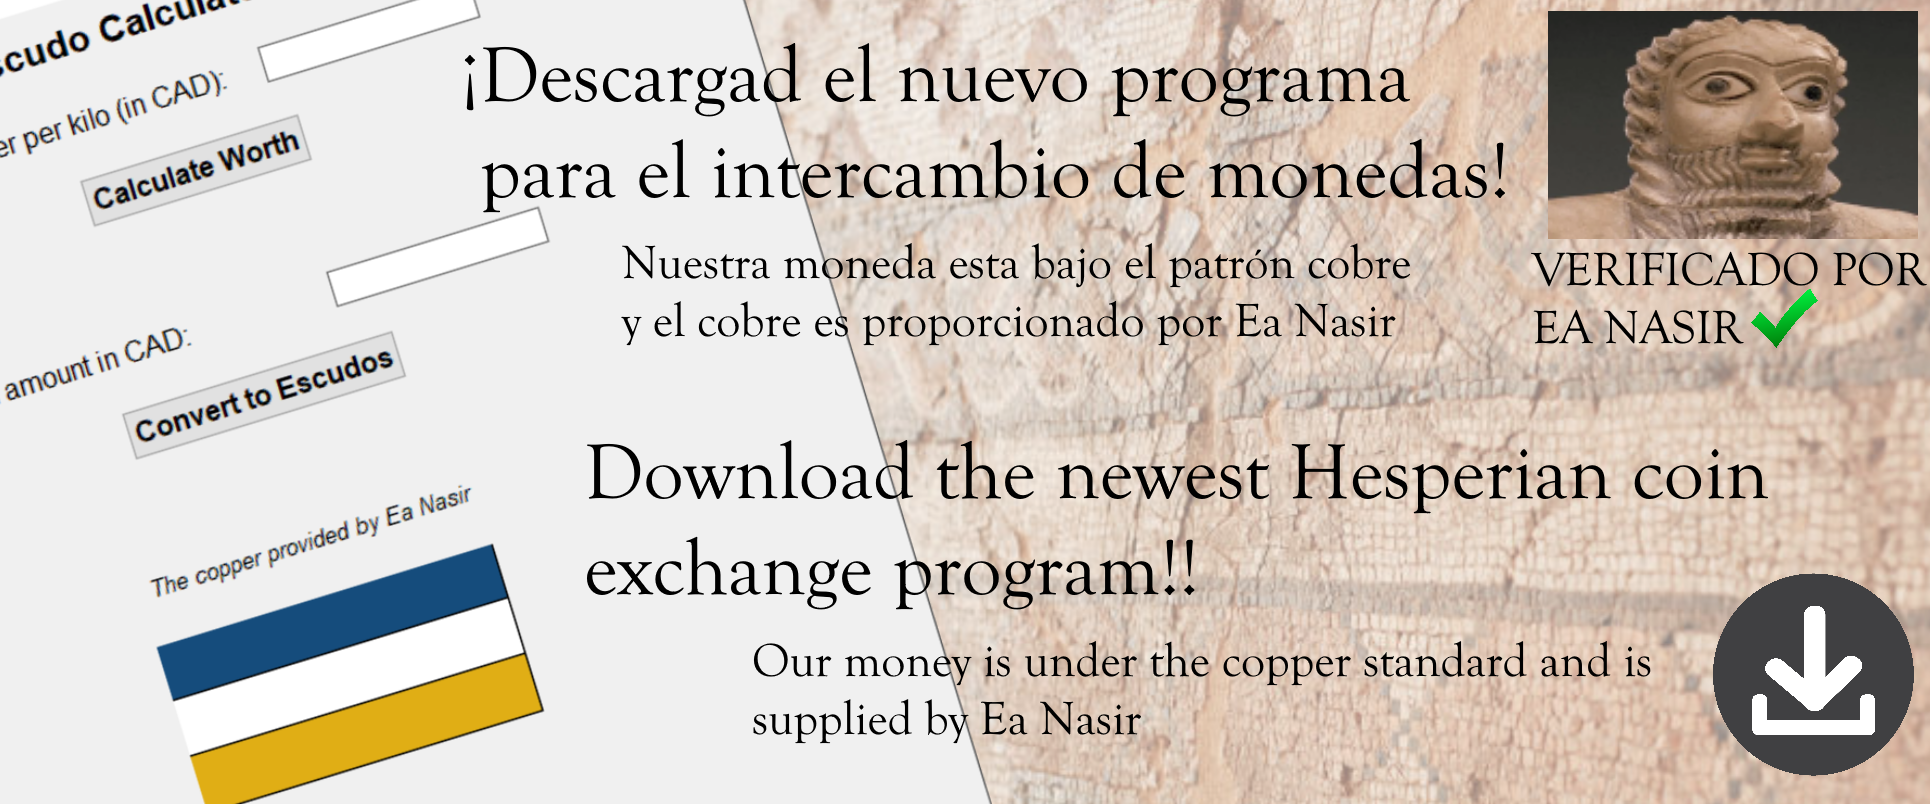 Escudo Calculator
er per kilo (in CAD):
Calculate Worth
amount in CAD:
Convert to Escudos
The copper provided by Ea Nasir
¡Descargad el nuevo programa
para el intercambio de monedas!
Nuestra moneda esta bajo el patrón cobre
y el cobre es proporcionado por Ea Nasir
VERIFICADO POR
EA NASIR
Download the newest Hesperian coin
exchange program!!
Our money is under the copper standard and is
supplied by Ea Nasir